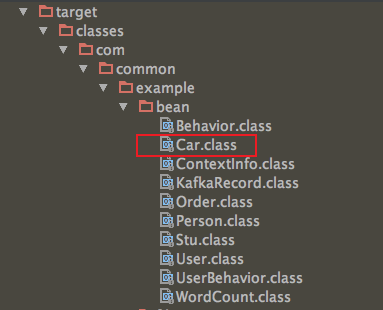 target
classes
com
common
example
bean
Behavior.class
Car.class
ContextInfo.class
KafkaRecord.class
Order.class
Person.class
Stu.class
User.class
UserBehavior.class
WordCount.class